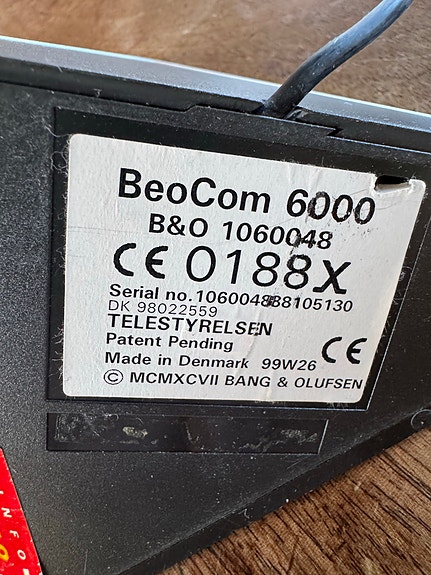 BeoCom 6000
B&O 1060048
CE 0188X
Serial no. 10600488105130
DK 98022559
TELESTYRELSEN
Patent Pending
Made in Denmark 99W26 CE
© MCMXCVII BANG & OLUFSEN
INFO